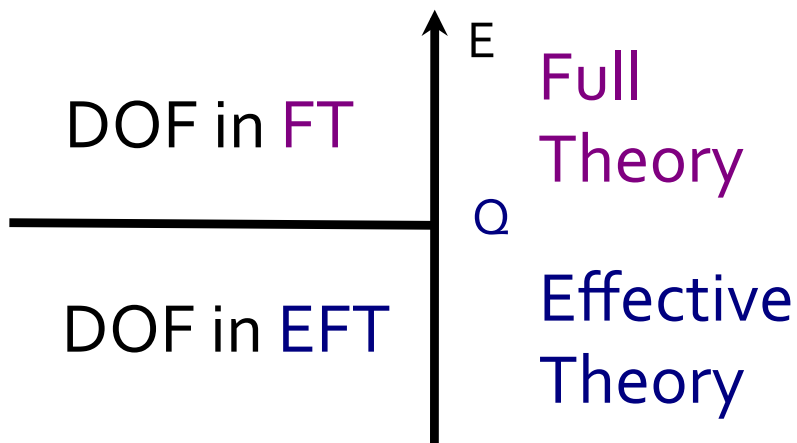 E
DOF in FT
Full
Theory
Q
DOF in EFT
Effective
Theory